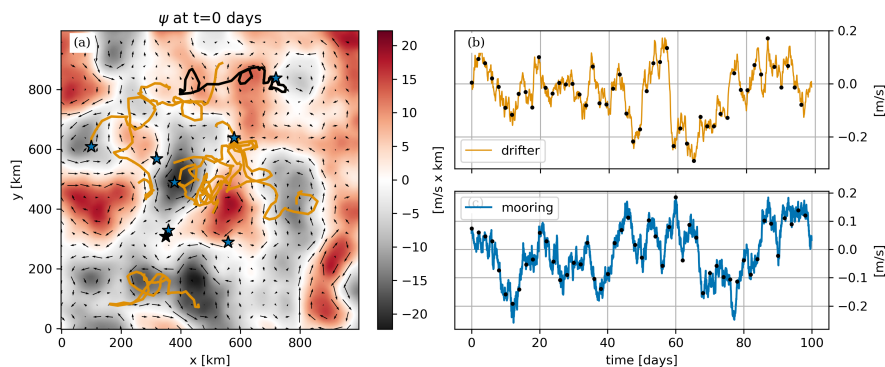 ψ at t=0 days
(a)
800
600
400
200
0
y [km]
0
200
400
600
800
x [km]
20
15
10
5
0
−5
−10
−15
−20
[m/s x km]
(b)
drifter
0.2
0.0
−0.2
[m/s]
(c)
mooring
0.2
0.1
0.0
−0.1
−0.2
[m/s]
0
20
40
60
80
100
time [days]